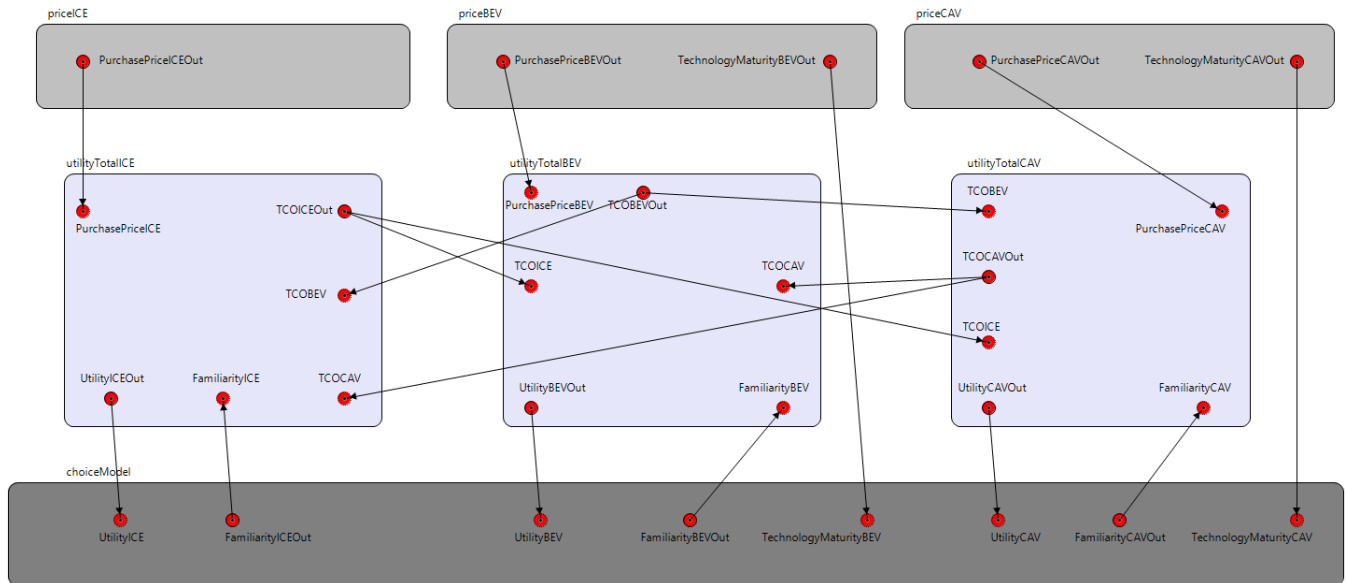 priceICE
priceBEV
priceCAV
PurchasePriceICEOut
PurchasePriceBEVOut
TechnologyMaturityBEVOut
PurchasePriceCAVOut
TechnologyMaturityCAVOut
utilityTotalICE
utilityTotalBEV
utilityTotalCAV
PurchasePriceICE
TCOICEOut
TCOBEV
UtilityICEOut
FamiliarityICE
TCOCAV
PurchasePriceBEV
TCOBEVOut
TCOICE
TCOCAV
UtilityBEVOut
FamiliarityBEV
TCOBEV
PurchasePriceCAV
TCOCAVOut
TCOICE
UtilityCAVOut
FamiliarityCAV
choiceModel
UtilityICE
FamiliarityICEOut
UtilityBEV
FamiliarityBEVOut
TechnologyMaturityBEV
UtilityCAV
FamiliarityCAVOut
TechnologyMaturityCAV